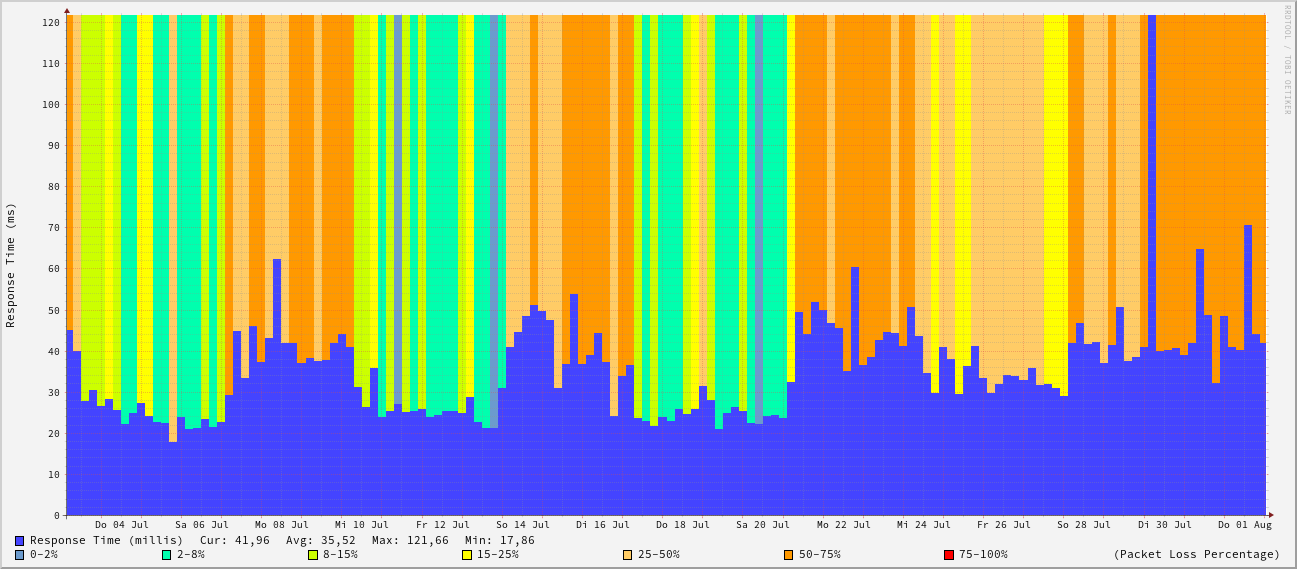 RRDTOOL / TOBI OETIKER
Response Time (ms)
120
110
100
90
80
70
60
50
40
30
20
10
0
Do 04 Jul Sa 06 Jul Mo 08 Jul Mi 10 Jul Fr 12 Jul So 14 Jul Di 16 Jul Do 18 Jul Sa 20 Jul Mo 22 Jul Mi 24 Jul Fr 26 Jul So 28 Jul Di 30 Jul Do 01 Aug
Response Time (millis) Cur: 41,96 Avg: 35,52 Max: 121,66 Min: 17,86
0-2% 2-8% 8-15% 15-25% 25-50% 50-75% 75-100% (Packet Loss Percentage)